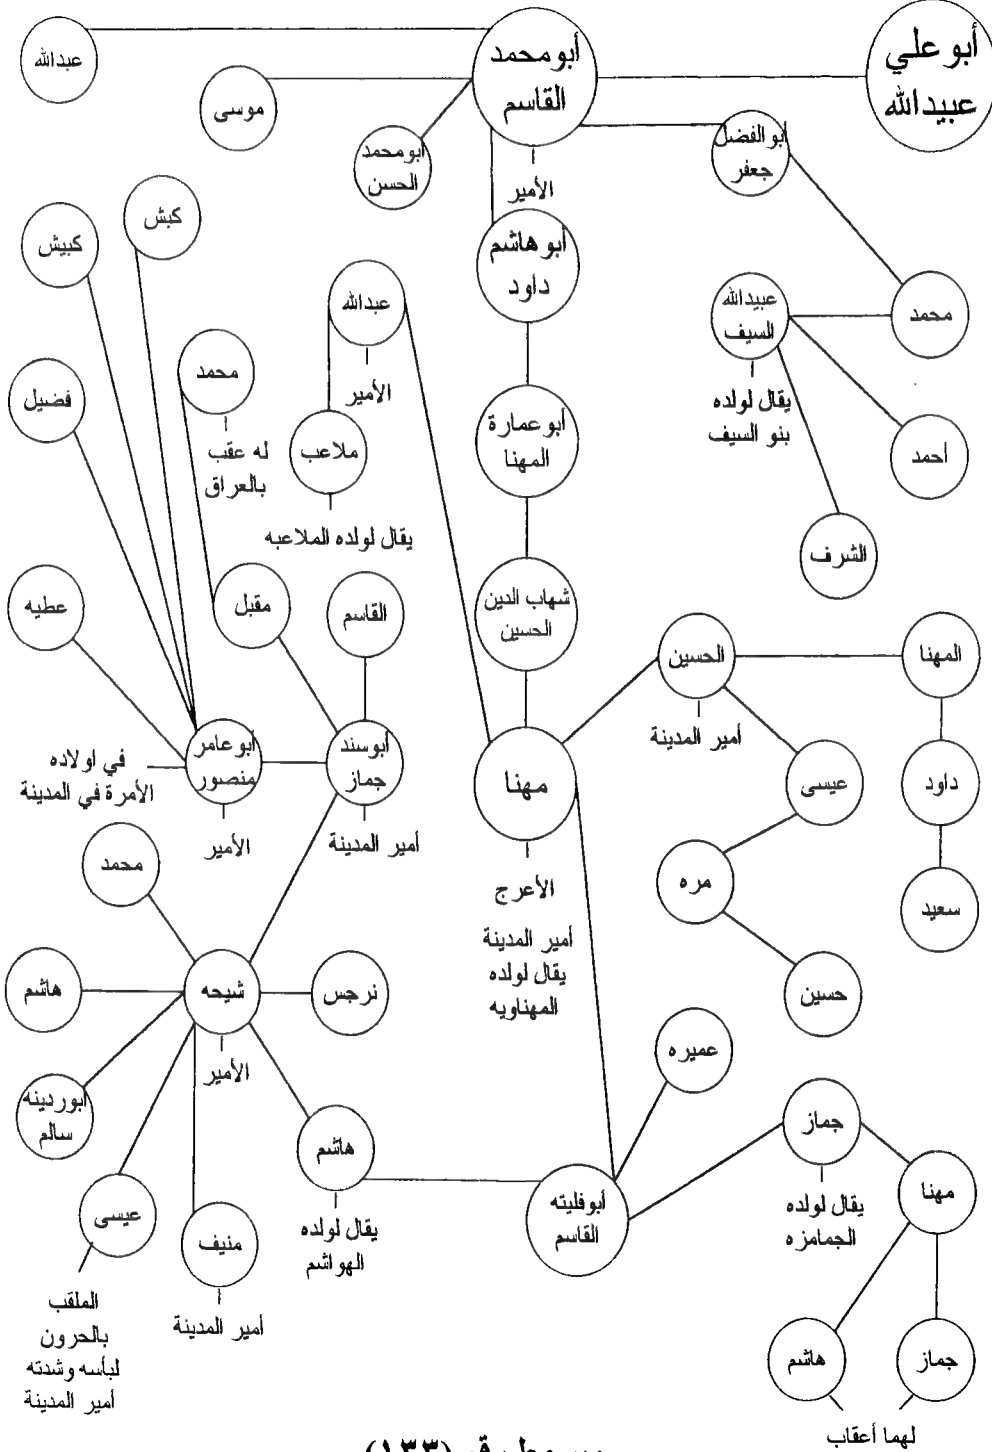 أبو علي
عبيدالله
أبو محمد
القاسم
الأمير
عبدالله
موسى
أبو محمد
الحسن
أبو الفضل
جعفر
محمد
عبيدالله
السيف
يقال لولده
بنو السيف
أحمد
الشرف
أبو هاشم
داود
أبو عمارة
المهنا
شهاب الدين
الحسين
مهنا
الأعرج
أمير المدينة
يقال لولده
المهناويه
عبدالله
الأمير
ملاعب
يقال لولده الملاعبه
الحسين
أمير المدينة
المهنا
داود
سعيد
عيسى
مره
حسين
أبو فليته
القاسم
عميره
جماز
يقال لولده
الجمامزه
مهنا
هاشم
جماز
لهما أعقاب
هاشم
يقال لولده
الهواشم
شيحه
الأمير
نرجس
محمد
هاشم
أبو ردينه
سالم
عيسى
الملقب
بالحرون
لبأسه وشدته
أمير المدينة
منيف
أمير المدينة
أبو سند
جماز
أمير المدينة
القاسم
مقبل
محمد
له عقب
بالعراق
أبو عامر
منصور
الأمير
في اولاده
الأمرة في المدينة
كبش
كبيش
فضيل
عطيه